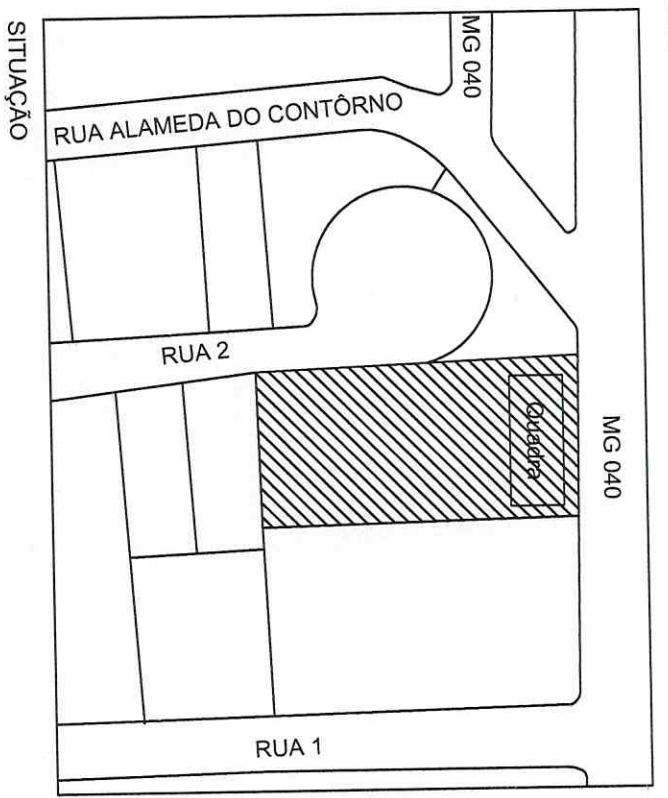 SITUAÇÃO
MG 040
RUA ALAMEDA DO CONTÔRNO
RUA 2
Quadra
MG 040
RUA 1